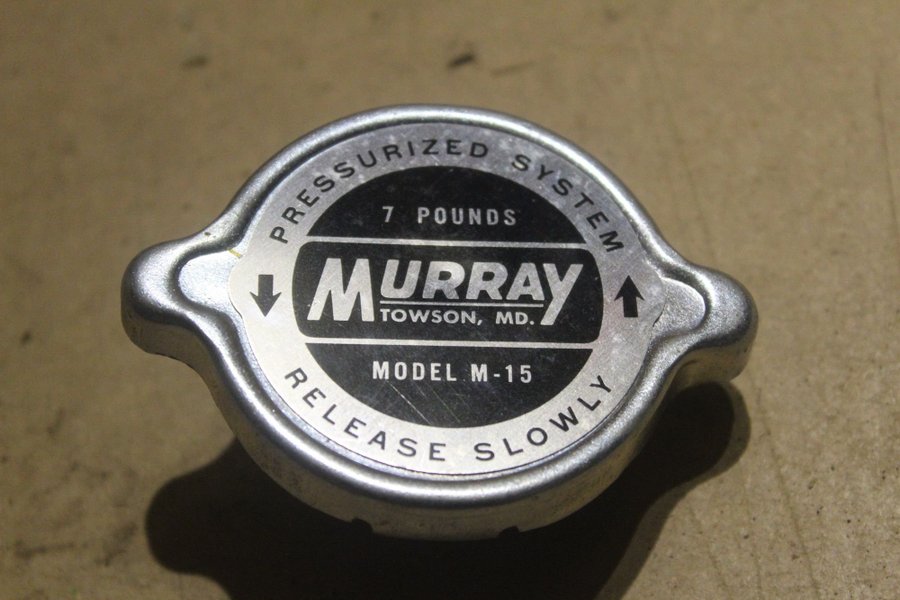 PRESSURIZED SYSTEM
7 POUNDS
MURRAY
TOWSON, MD.
MODEL M-15
RELEASE SLOWLY